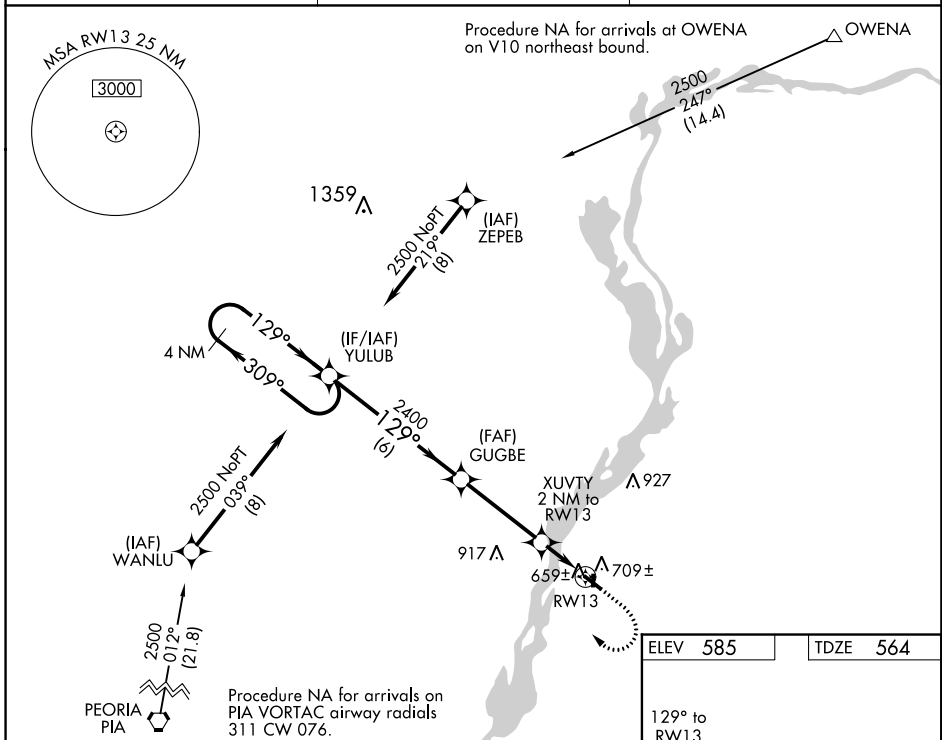 MSA RW13 25 NM
3000
Procedure NA for arrivals at OWENA
on V10 northeast bound.
OWENA
2500
247°
(14.4)
1359
(IAF)
ZEPEB
2500 NoPT
219°
(8)
4 NM
129°
309°
(IF/IAF)
YULUB
2400
129°
(6)
(FAF)
GUGBE
2500 NoPT
039°
(8)
(IAF)
WANLU
XUVTY
2 NM to
RW13
927
917
659±
709±
RW13
2500
012°
(21.8)
PEORIA
PIA
Procedure NA for arrivals on
PIA VORTAC airway radials
311 CW 076.
ELEV 585
TDZE 564
129° to
RW13